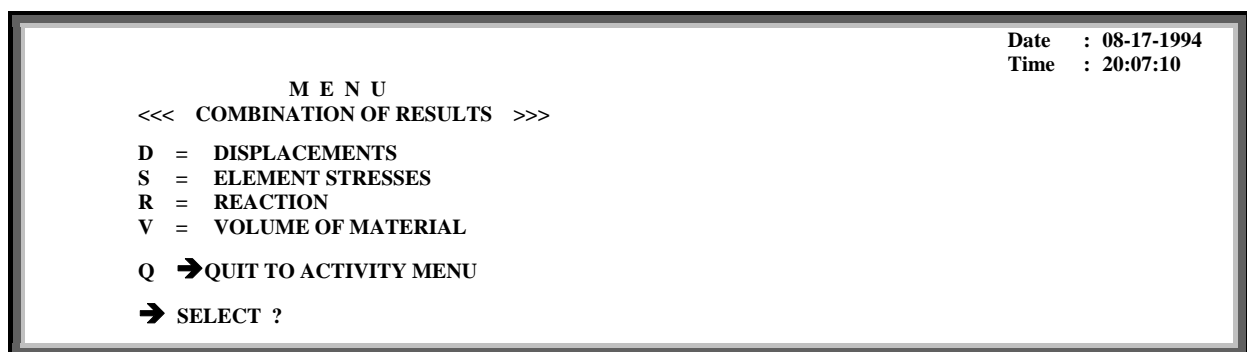 Date : 08-17-1994
Time : 20:07:10
M E N U
<<< COMBINATION OF RESULTS >>>
D = DISPLACEMENTS
S = ELEMENT STRESSES
R = REACTION
V = VOLUME OF MATERIAL
Q ➔QUIT TO ACTIVITY MENU
➔ SELECT ?